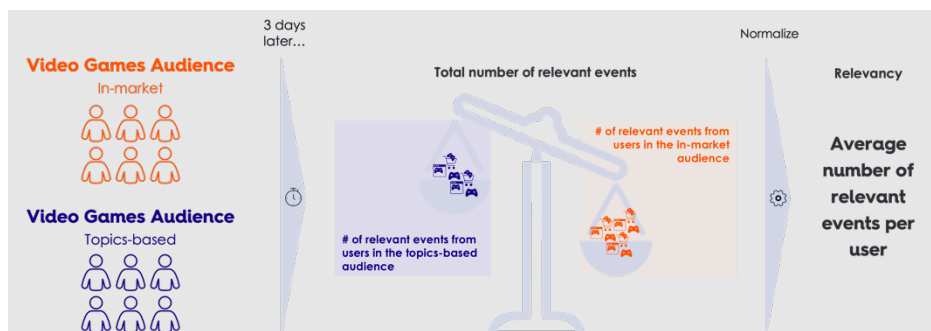 3 days
later...
Video Games Audience
In-market
Video Games Audience
Topics-based
Total number of relevant events
# of relevant events from
users in the topics-based
audience
# of relevant events from
users in the in-market
audience
Normalize
Relevancy
Average
number of
relevant
events per
user